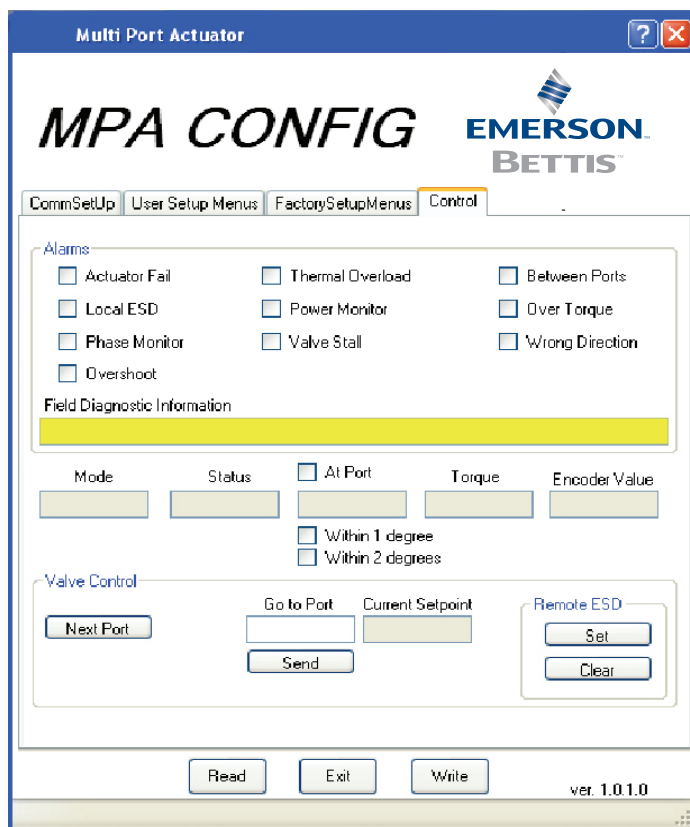 Multi Port Actuator
?
X
MPA CONFIG
EMERSON™
BETTIS™
CommSetUp User Setup Menus FactorySetupMenus Control
Alarms
Actuator Fail Thermal Overload Between Ports
Local ESD Power Monitor Over Torque
Phase Monitor Valve Stall Wrong Direction
Overshoot
Field Diagnostic Information
Mode Status At Port Torque Encoder Value
Within 1 degree
Within 2 degrees
Valve Control
Go to Port Current Setpoint Remote ESD
Next Port Set
Send Clear
Read Exit Write
ver. 1.0.1.0